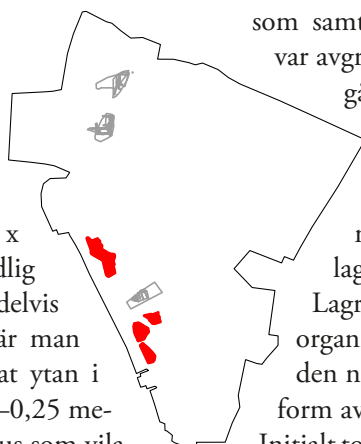 x
dlig
delvis
är man
at ytan i
–0,25 me-
som samt
var avgr
gå
lag
Lagr
organ
den n
form av